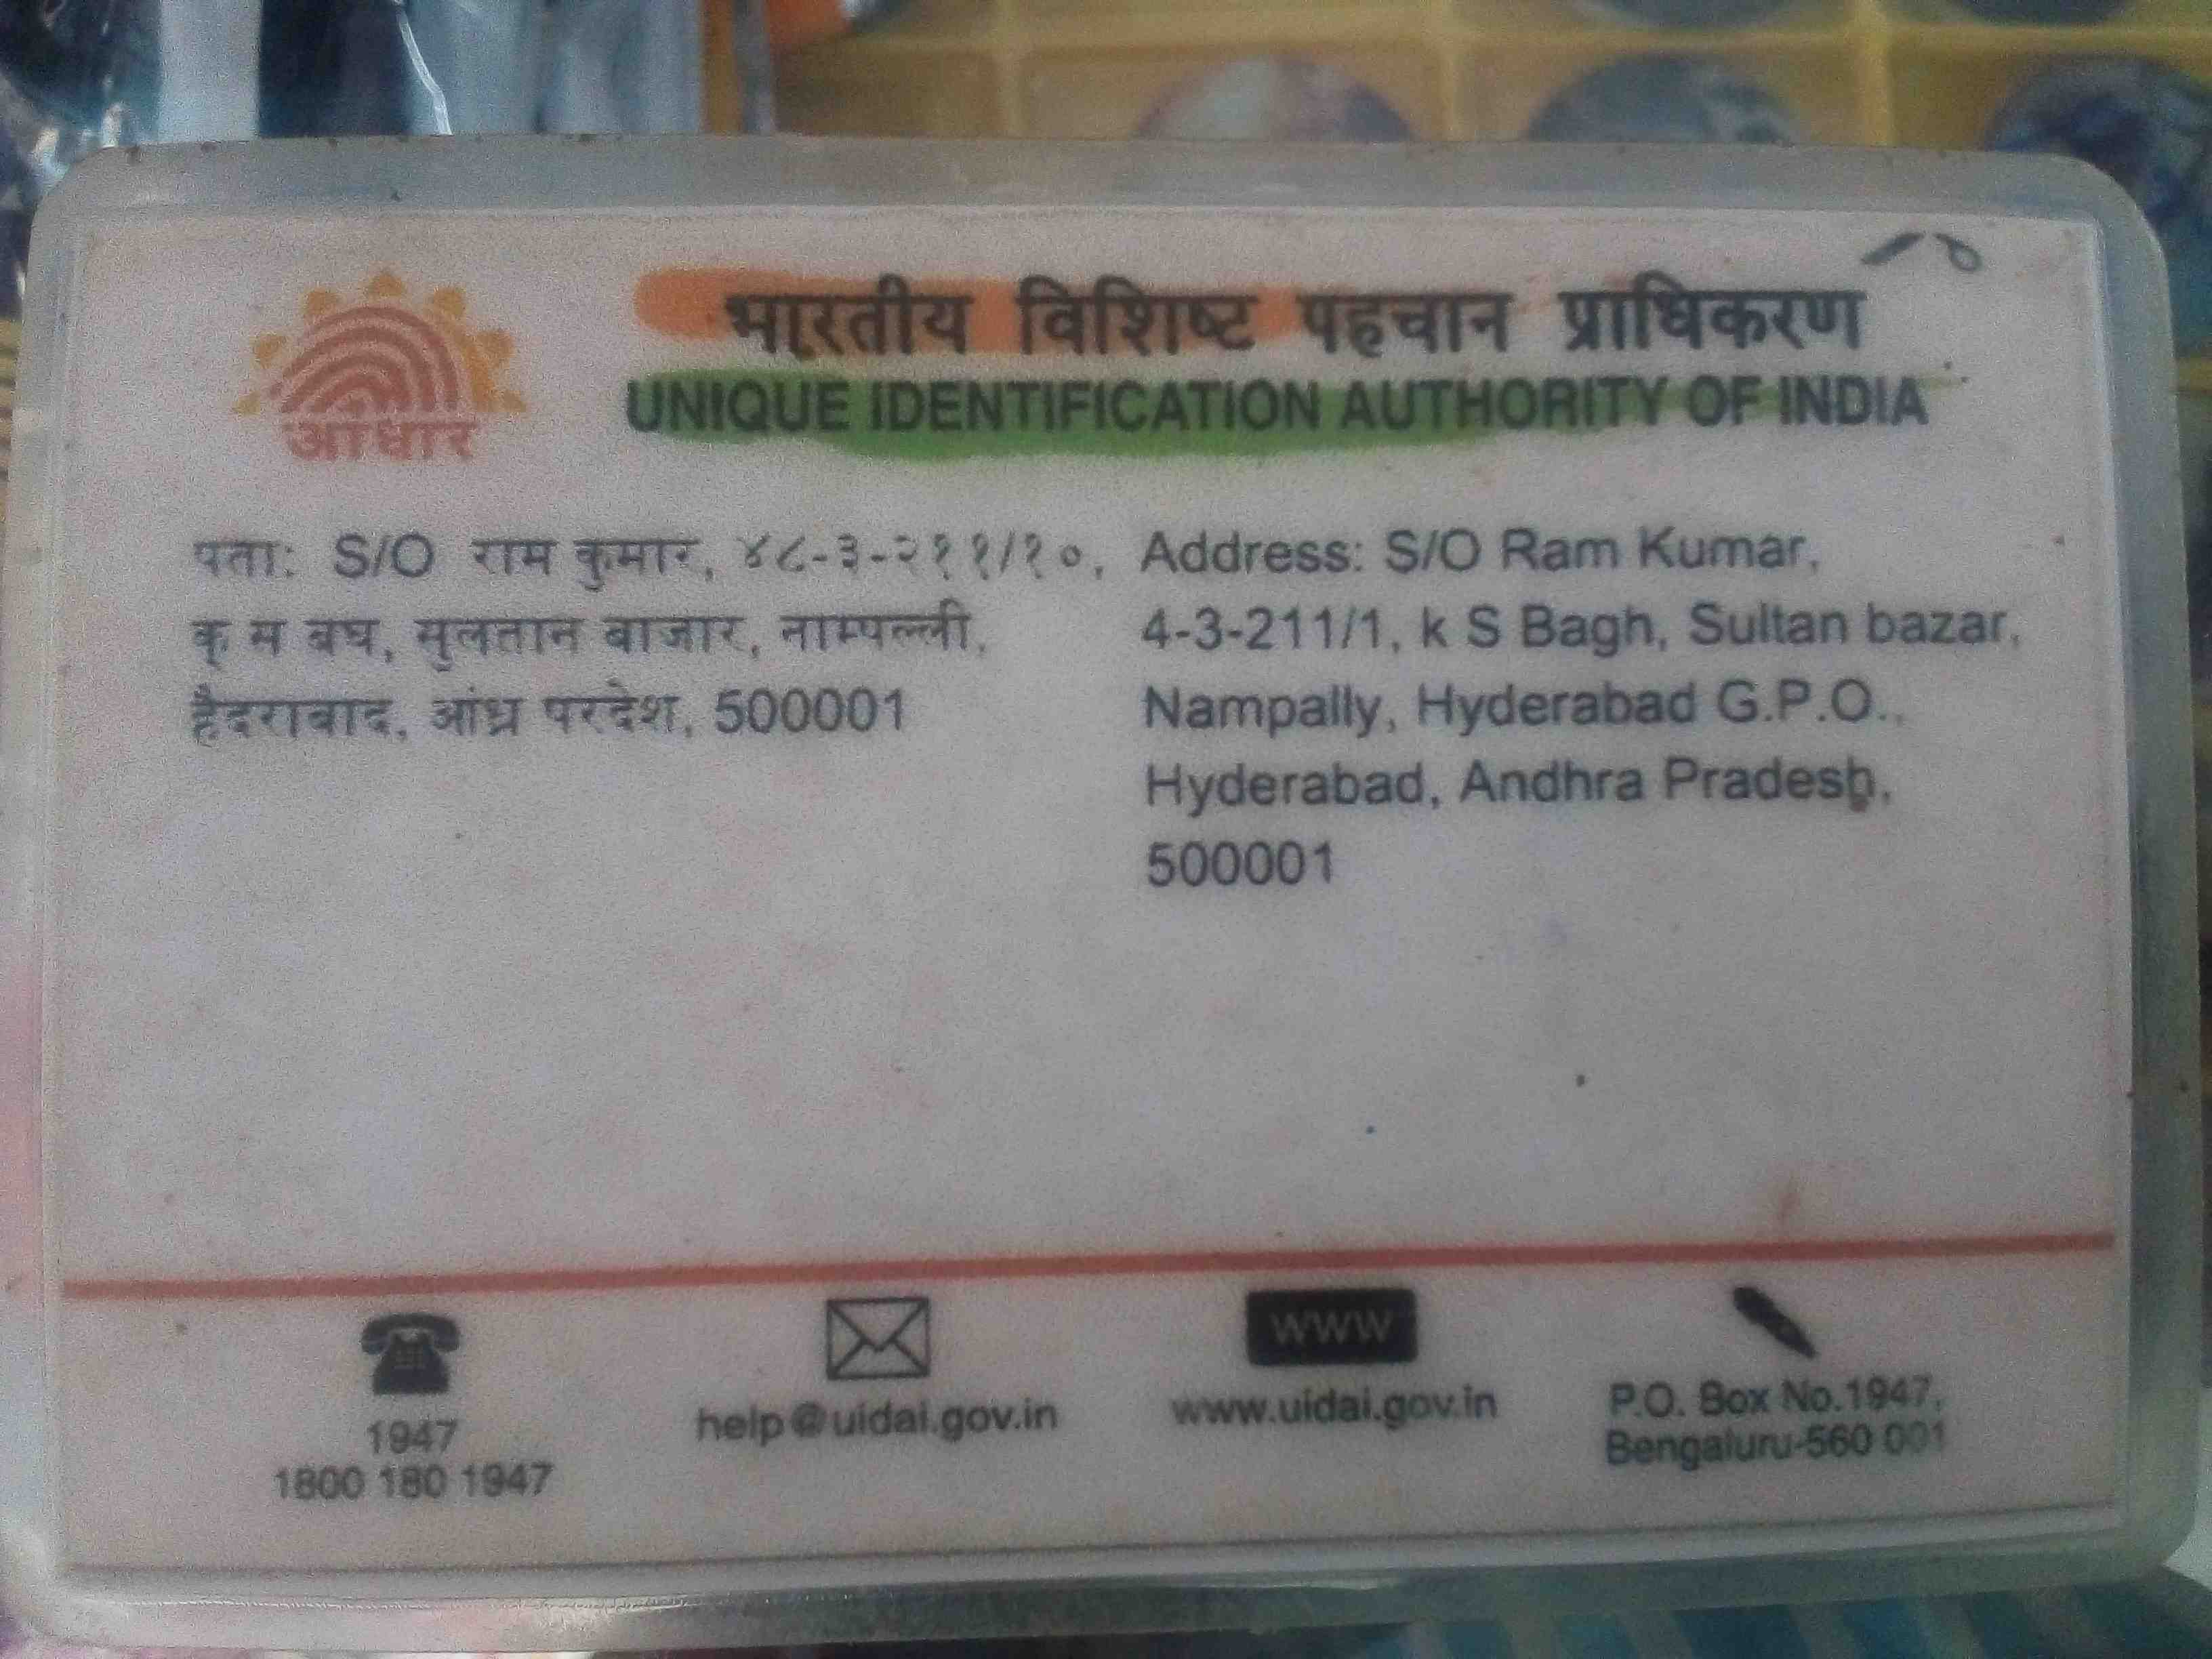 भारतीय विशिष्ट पहचान प्राधिकरण
UNIQUE IDENTIFICATION AUTHORITY OF INDIA
आधार
पता: S/O राम कुमार, ४८-३-२११/१०,
क् म बघ, सुलतान बाजार, नाम्पल्ली,
हैदराबाद, आंध्र परदेश, 500001
Address: S/O Ram Kumar,
4-3-211/1, k S Bagh, Sultan bazar,
Nampally, Hyderabad G.P.O.,
Hyderabad, Andhra Pradesh,
500001
1947
1800 180 1947
help@uidai.gov.in
WWW
www.uidai.gov.in
P.O. Box No.1947,
Bengaluru-560 001